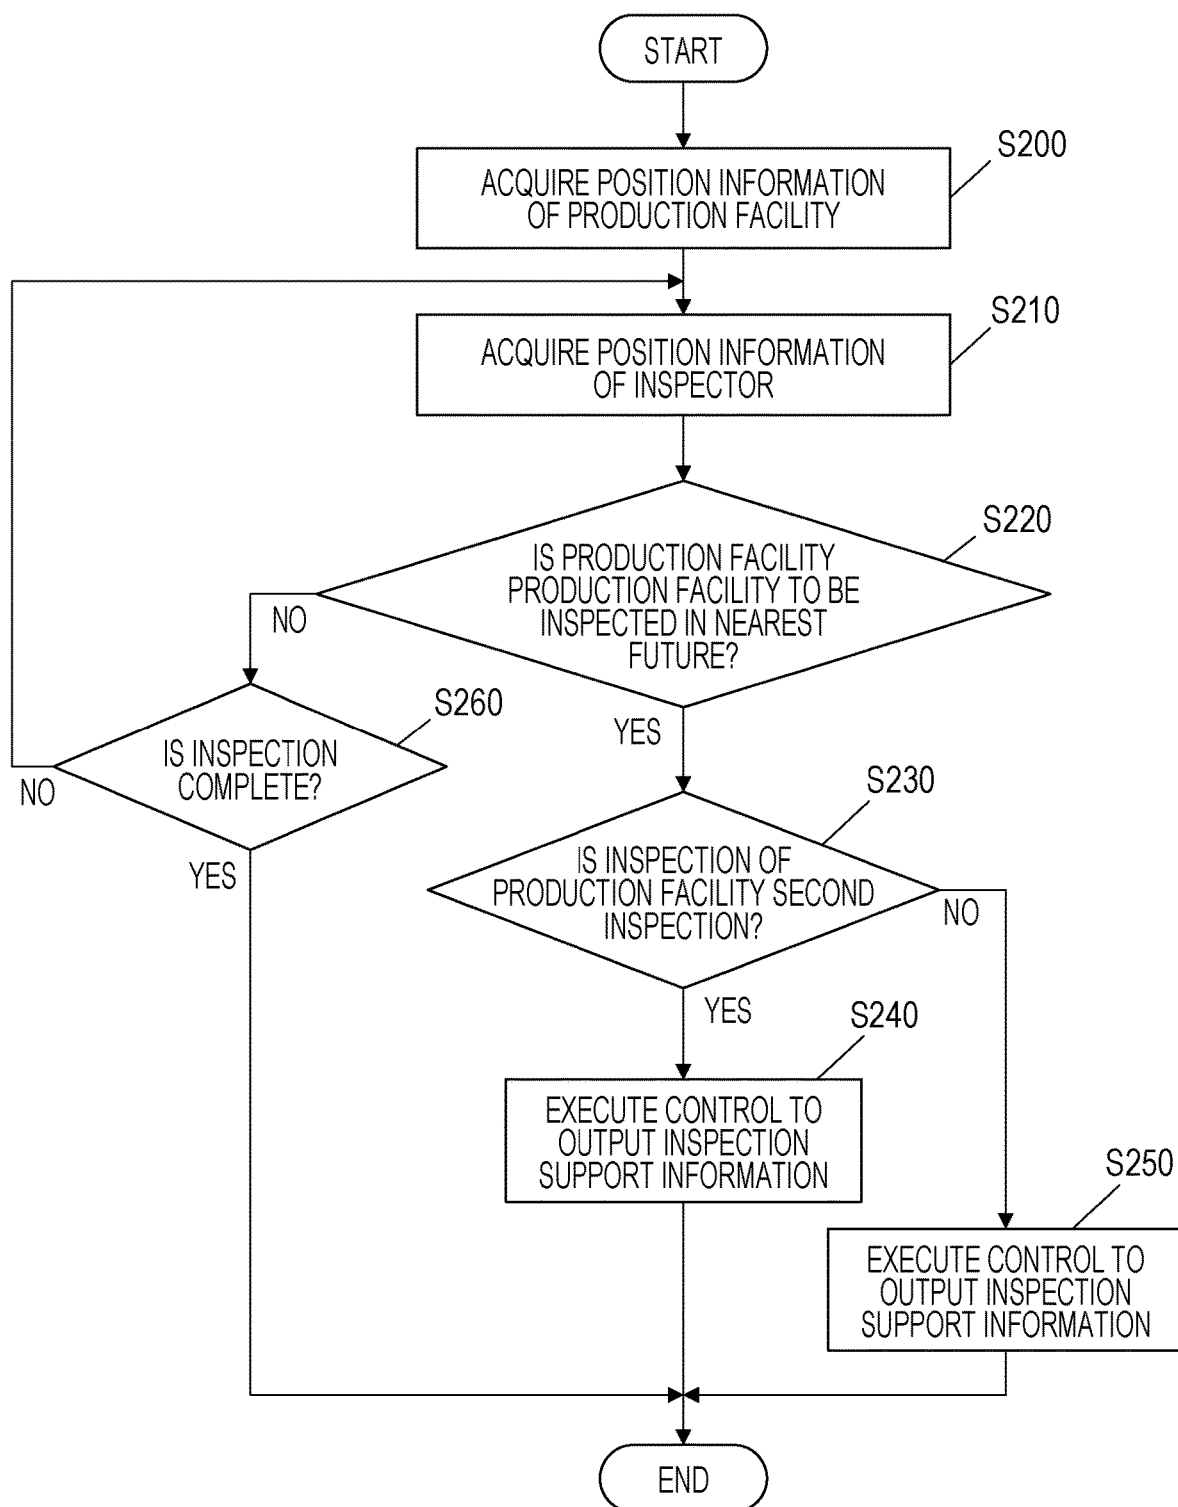 START
S200
ACQUIRE POSITION INFORMATION
OF PRODUCTION FACILITY
S210
ACQUIRE POSITION INFORMATION
OF INSPECTOR
S220
IS PRODUCTION FACILITY
PRODUCTION FACILITY TO BE
INSPECTED IN NEAREST
FUTURE?
NO
YES
S260
IS INSPECTION
COMPLETE?
NO
YES
S230
IS INSPECTION OF
PRODUCTION FACILITY SECOND
INSPECTION?
NO
YES
S240
EXECUTE CONTROL TO
OUTPUT INSPECTION
SUPPORT INFORMATION
S250
EXECUTE CONTROL TO
OUTPUT INSPECTION
SUPPORT INFORMATION
END